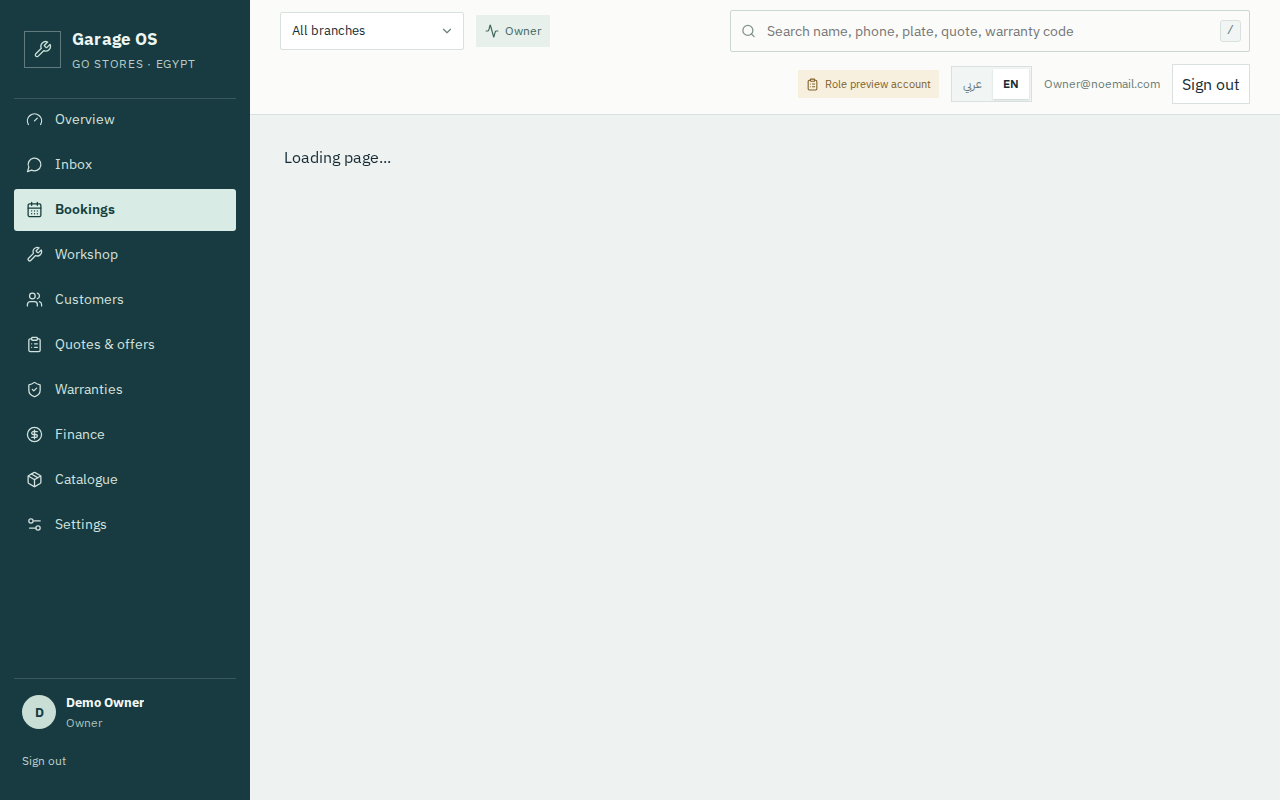 Garage OS
GO STORES · EGYPT
Overview
Inbox
Bookings
Workshop
Customers
Quotes & offers
Warranties
Finance
Catalogue
Settings
D
Demo Owner
Owner
Sign out
All branches
Owner
Search name, phone, plate, quote, warranty code
/
Role preview account
عربي
EN
Owner@noemail.com
Sign out
Loading page...